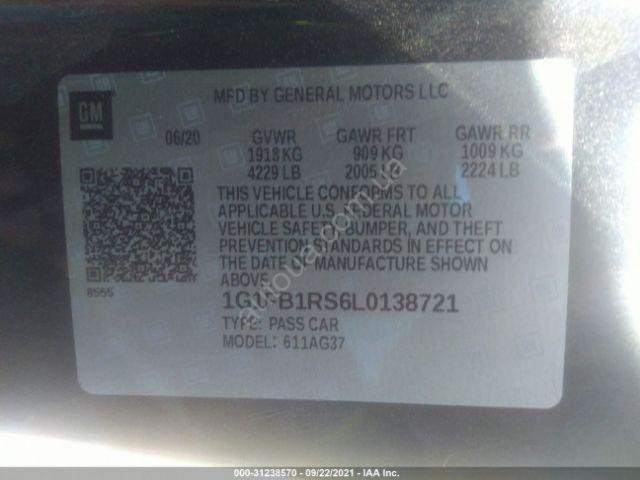 GM
MFD BY GENERAL MOTORS LLC
06/20 GVWR GAWR FRT GAWR RR
1918 KG 909 KG 1009 KG
4229 LB 2005 LB 2224 LB
THIS VEHICLE CONFORMS TO ALL
APPLICABLE U.S. FEDERAL MOTOR
VEHICLE SAFETY, BUMPER, AND THEFT
PREVENTION STANDARDS IN EFFECT ON
THE DATE OF MANUFACTURE SHOWN
ABOVE.
8555
TYPE: PASS CAR
MODEL: 611AG37
000-31238570 - 09/22/2021 - IAA Inc.